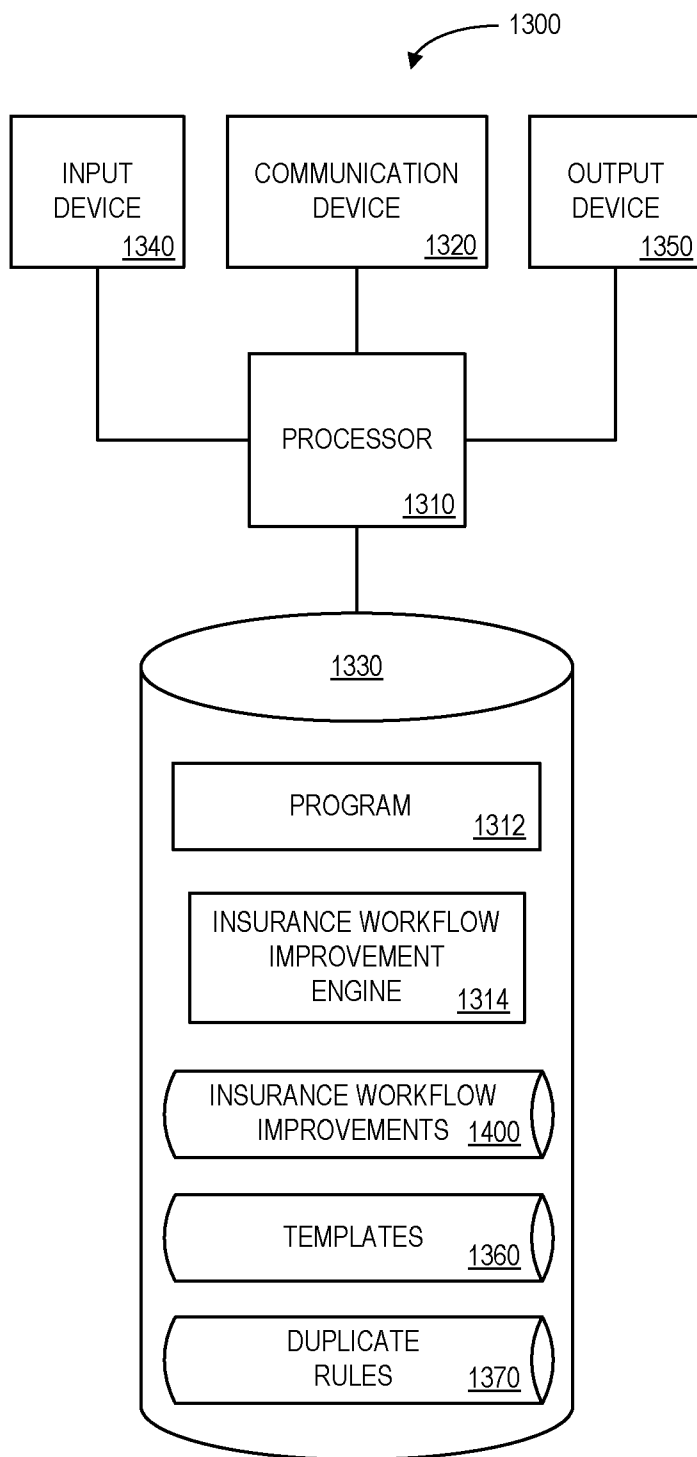 1300
INPUT
DEVICE
1340
COMMUNICATION
DEVICE
1320
OUTPUT
DEVICE
1350
PROCESSOR
1310
1330
PROGRAM
1312
INSURANCE WORKFLOW
IMPROVEMENT
ENGINE
1314
INSURANCE WORKFLOW
IMPROVEMENTS
1400
TEMPLATES
1360
DUPLICATE
RULES
1370